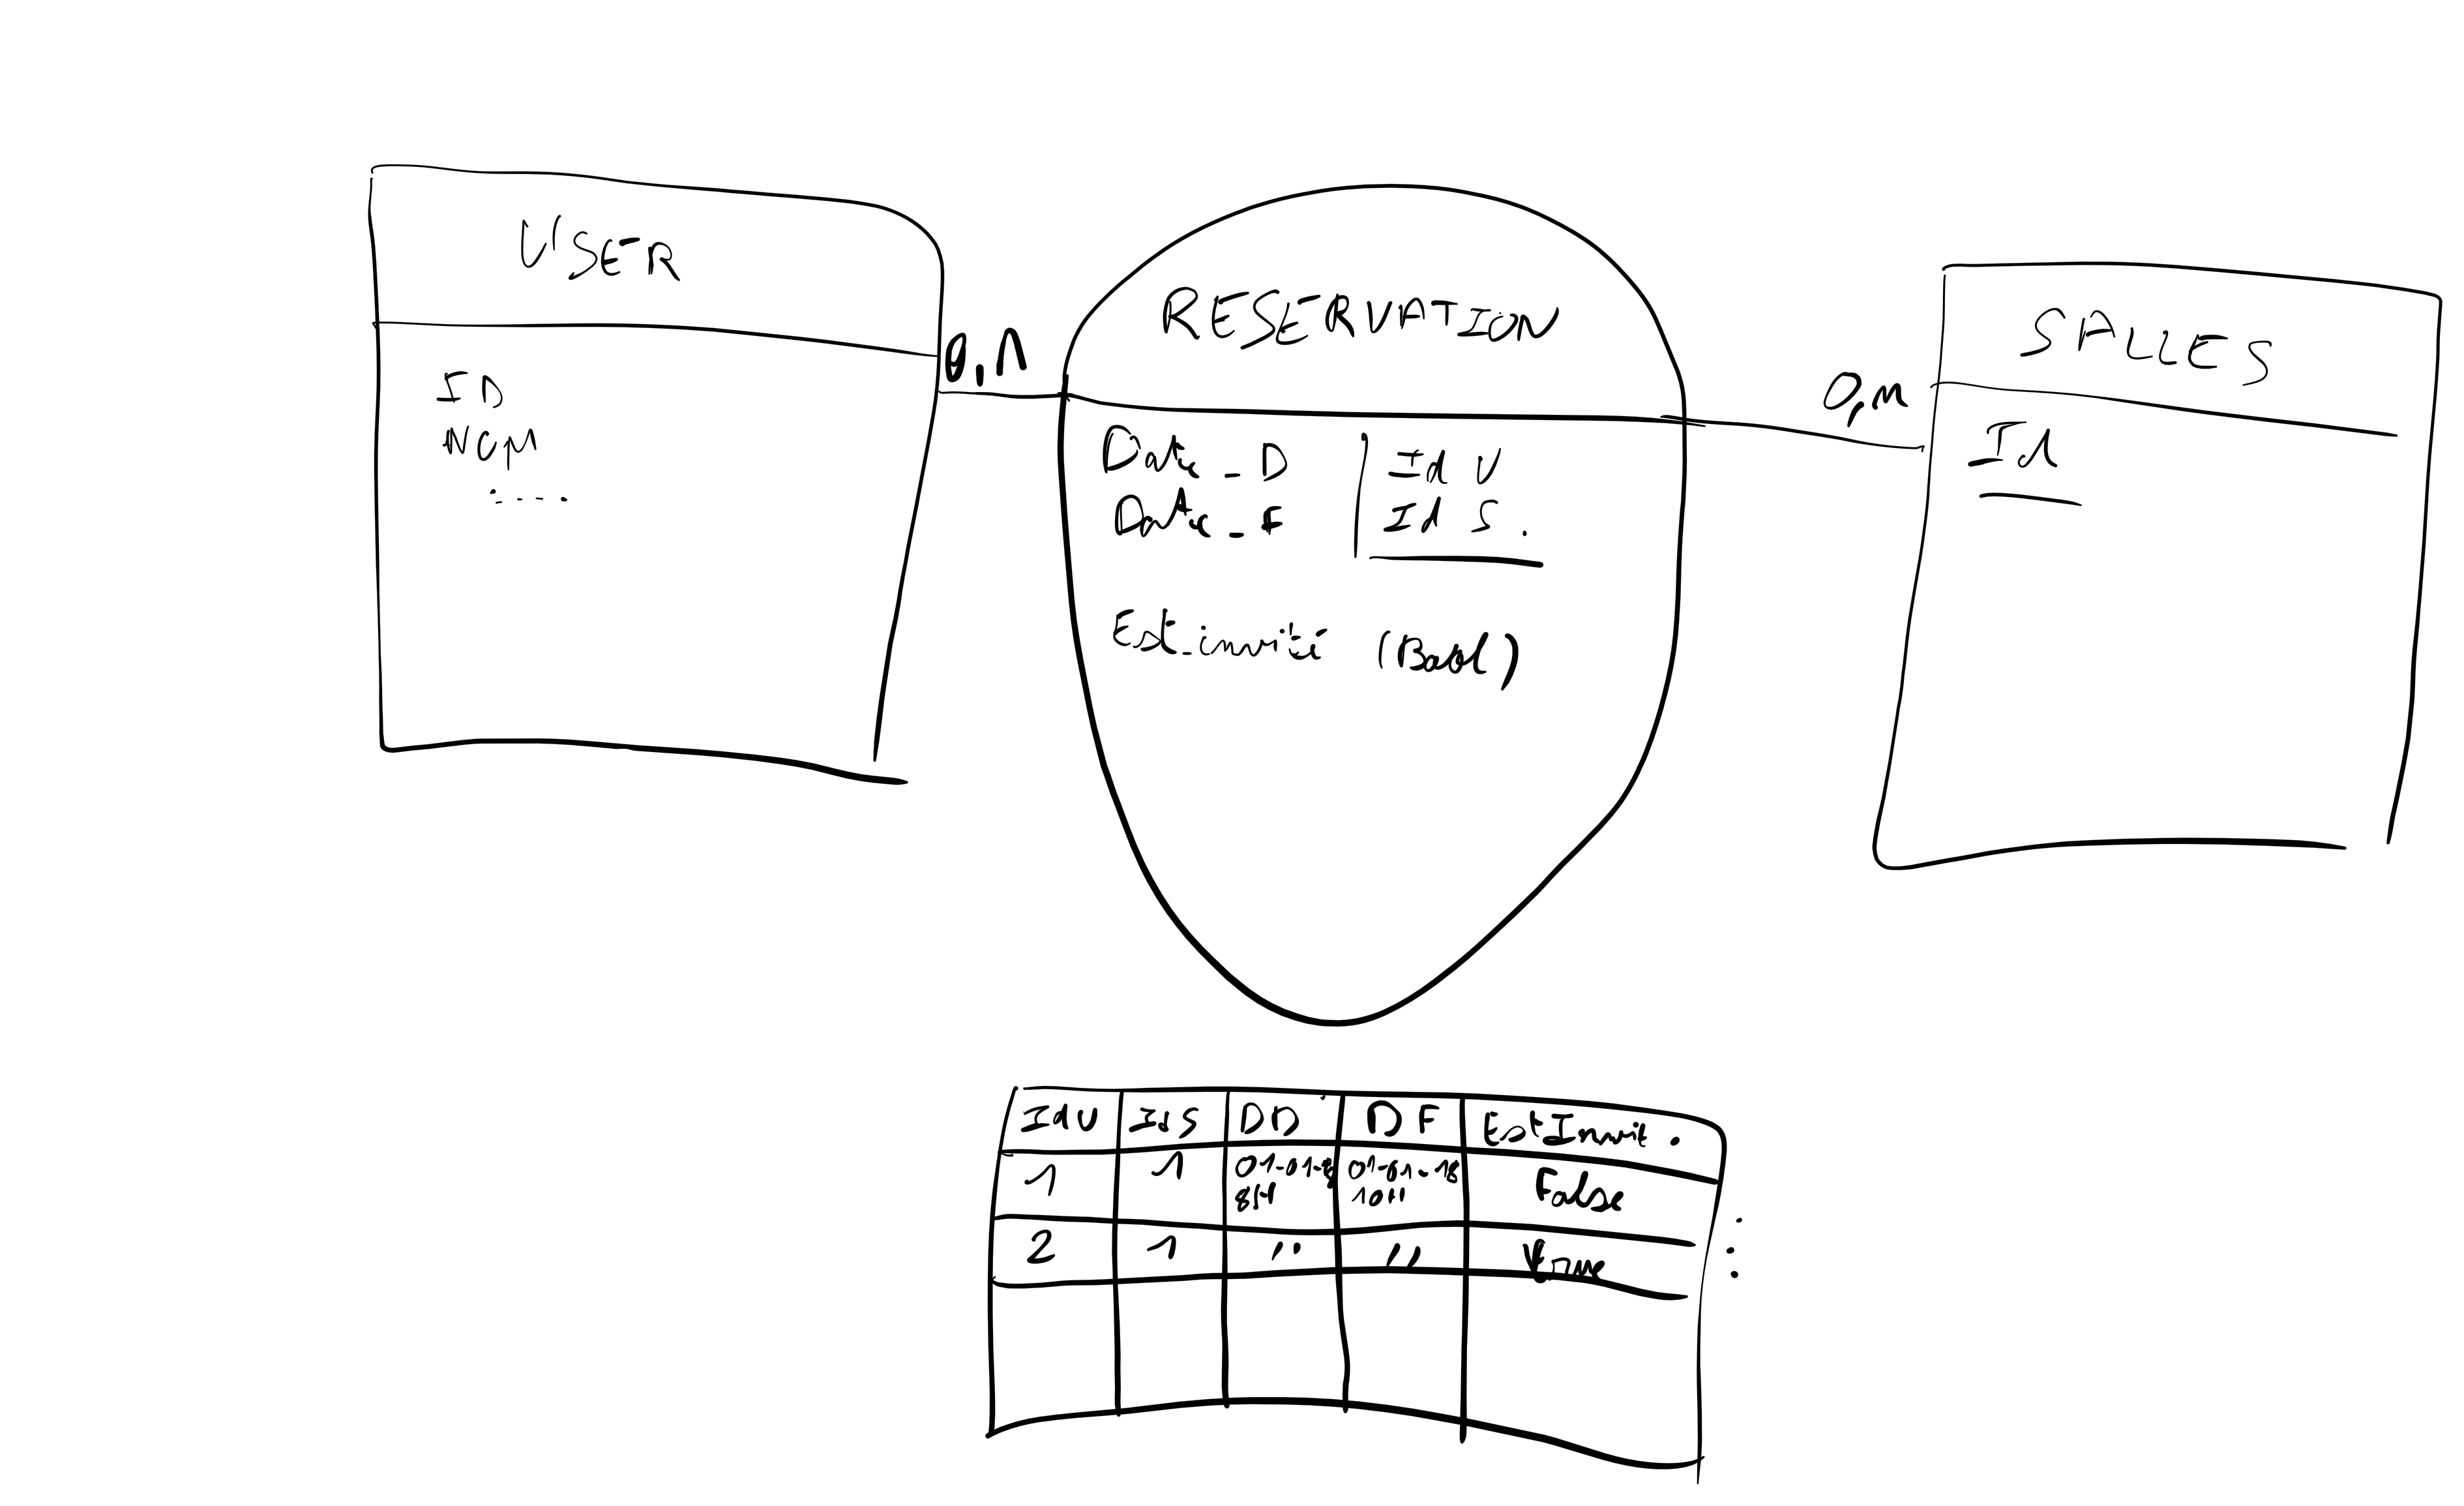 USER
ID
NOM
.....
0,n
RESERVATION
Date_D
Date_F
Id U
Id S.
Est_invité (Bool)
0,n
SALLES
Id
IdU IdS DD DF EstInvit.
1 1 01-01-18 8H 01-01-18 10H False
2 1 " " True